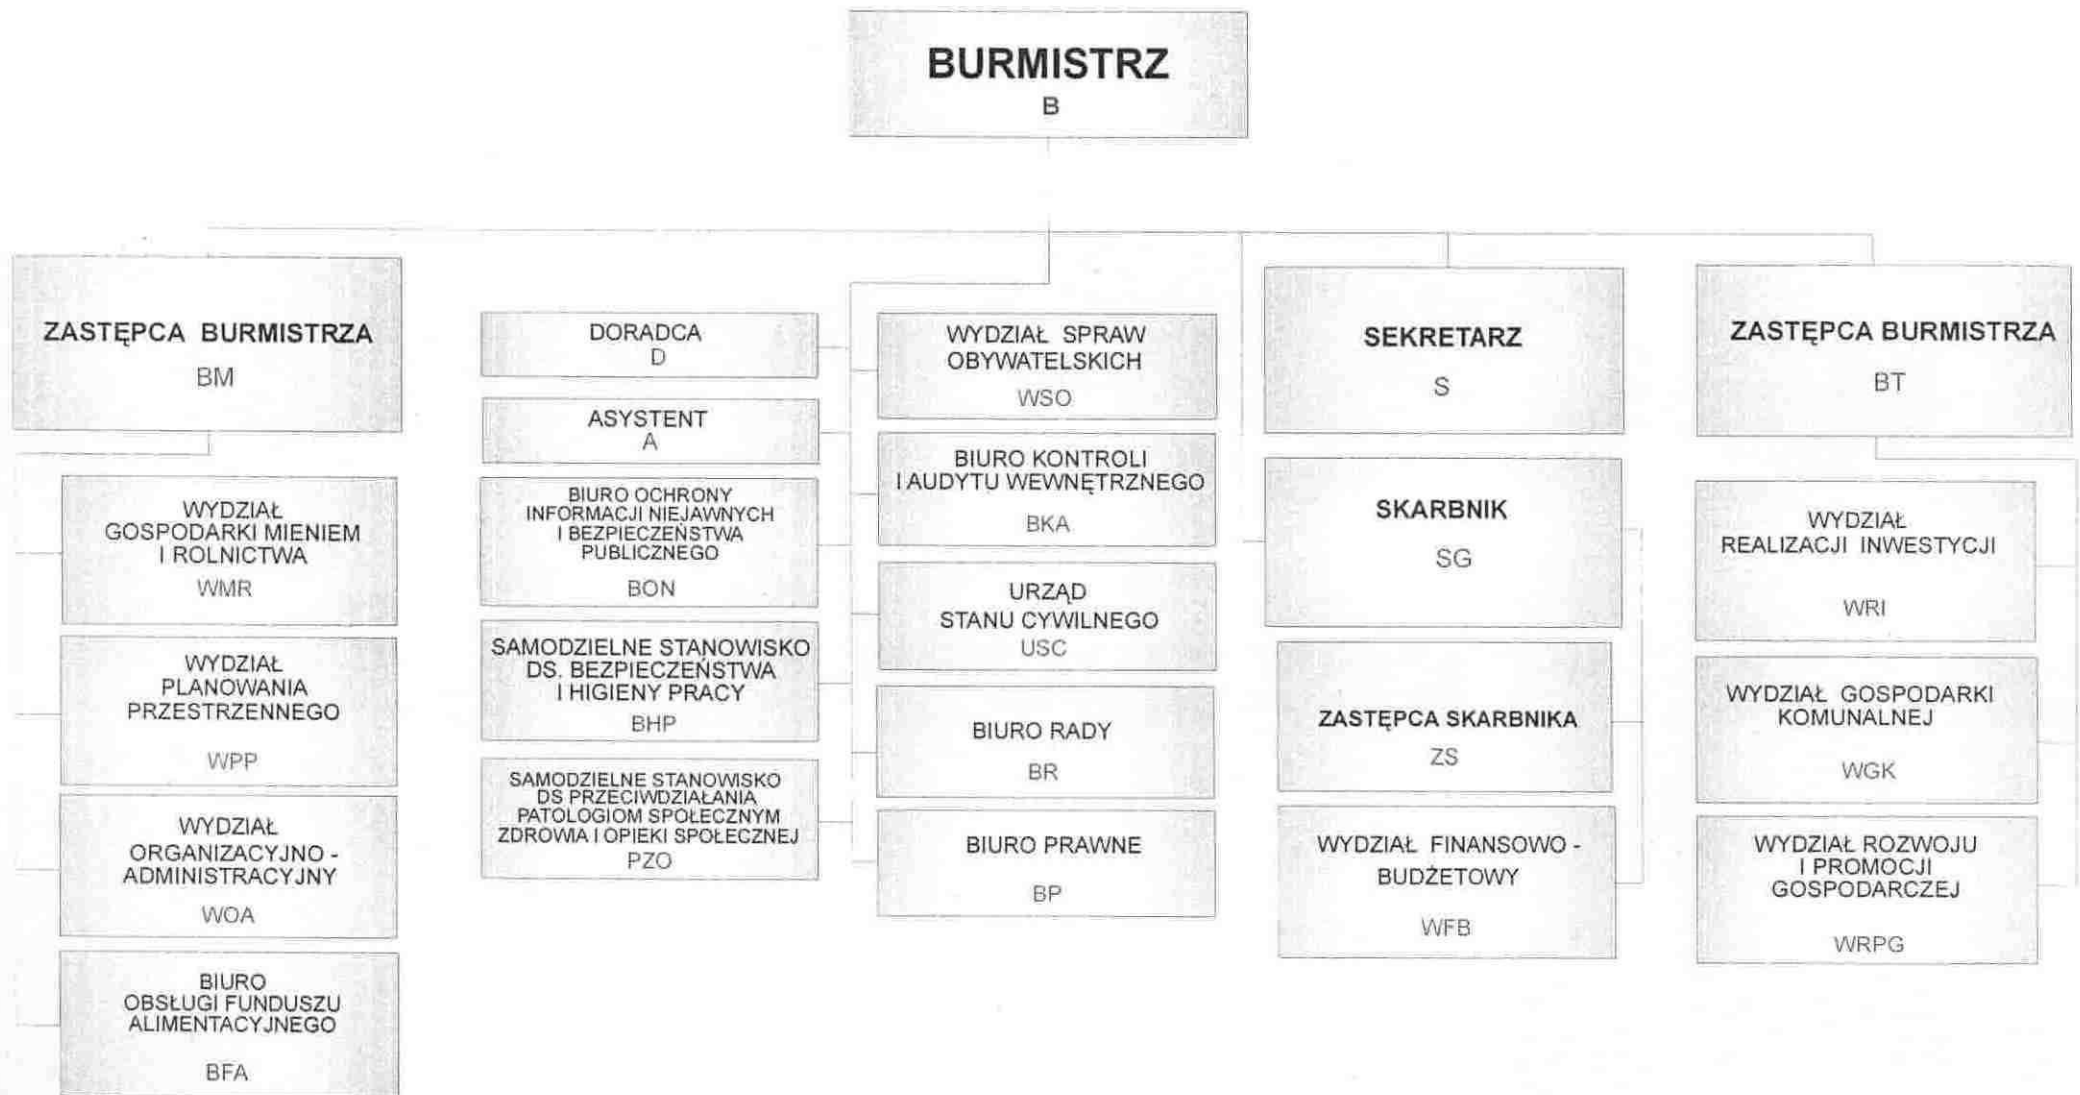 BURMISTRZ
B
ZASTĘPCA BURMISTRZA
BM
WYDZIAŁ
GOSPODARKI MIENIEM
I ROLNICTWA
WMR
WYDZIAŁ
PLANOWANIA
PRZESTRZENNEGO
WPP
WYDZIAŁ
ORGANIZACYJNO -
ADMINISTRACYJNY
WOA
BIURO
OBSŁUGI FUNDUSZU
ALIMENTACYJNEGO
BFA
DORADCA
D
ASYSTENT
A
BIURO OCHRONY
INFORMACJI NIEJAWNYCH
I BEZPIECZEŃSTWA
PUBLICZNEGO
BON
SAMODZIELNE STANOWISKO
DS. BEZPIECZEŃSTWA
I HIGIENY PRACY
BHP
SAMODZIELNE STANOWISKO
DS PRZECIWDZIAŁANIA
PATOLOGIOM SPOŁECZNYM
ZDROWIA I OPIEKI SPOŁECZNEJ
PZO
WYDZIAŁ SPRAW
OBYWATELSKICH
WSO
BIURO KONTROLI
I AUDYTU WEWNĘTRZNEGO
BKA
URZĄD
STANU CYWILNEGO
USC
BIURO RADY
BR
BIURO PRAWNE
BP
SEKRETARZ
S
SKARBNIK
SG
ZASTĘPCA SKARBNIKA
ZS
WYDZIAŁ FINANSOWO -
BUDŻETOWY
WFB
ZASTĘPCA BURMISTRZA
BT
WYDZIAŁ
REALIZACJI INWESTYCJI
WRI
WYDZIAŁ GOSPODARKI
KOMUNALNEJ
WGK
WYDZIAŁ ROZWOJU
I PROMOCJI
GOSPODARCZEJ
WRPG